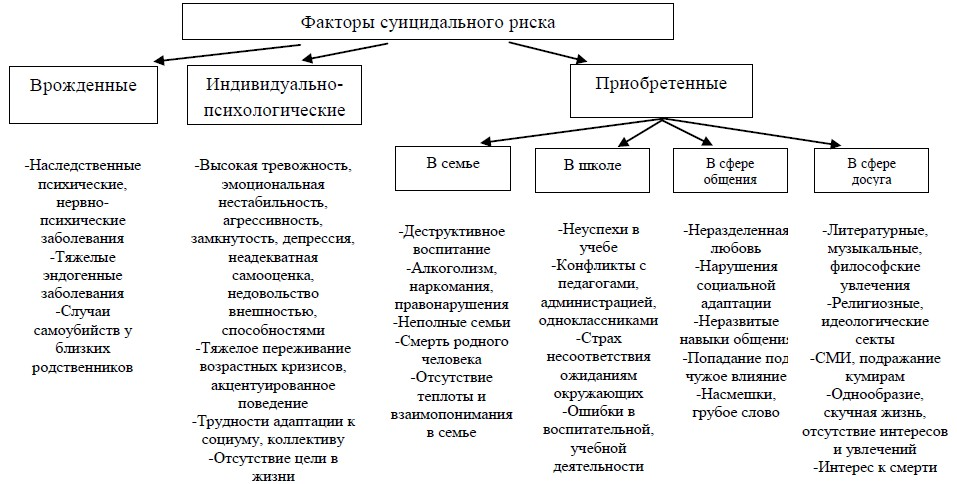 Факторы суицидального риска
Врожденные
Индивидуально-
психологические
Приобретенные
-Наследственные
психические,
нервно-
психические
заболевания
-Тяжелые
эндогенные
заболевания
-Случаи
самоубийств у
близких
родственников
-Высокая тревожность,
эмоциональная
нестабильность,
агрессивность,
замкнутость, депрессия,
неадекватная
самооценка,
недовольство
внешностью,
способностями
-Тяжелое переживание
возрастных кризисов,
акцентуированное
поведение
-Трудности адаптации к
социуму, коллективу
-Отсутствие цели в
жизни
В семье
-Деструктивное
воспитание
-Алкоголизм,
наркомания,
правонарушения
-Неполные семьи
-Смерть родного
человека
-Отсутствие
теплоты и
взаимопонимания
в семье
В школе
-Неуспехи в
учебе
-Конфликты с
педагогами,
администрацией,
одноклассниками
-Страх
несоответствия
ожиданиям
окружающих
-Ошибки в
воспитательной,
учебной
деятельности
В сфере
общения
-Неразделенная
любовь
-Нарушения
социальной
адаптации
-Неразвитые
навыки общения
-Попадание под
чужое влияние
-Насмешки,
грубое слово
В сфере
досуга
-Литературные,
музыкальные,
философские
увлечения
-Религиозные,
идеологические
секты
-СМИ, подражание
кумирам
-Однообразие,
скучная жизнь,
отсутствие интересов
и увлечений
-Интерес к смерти